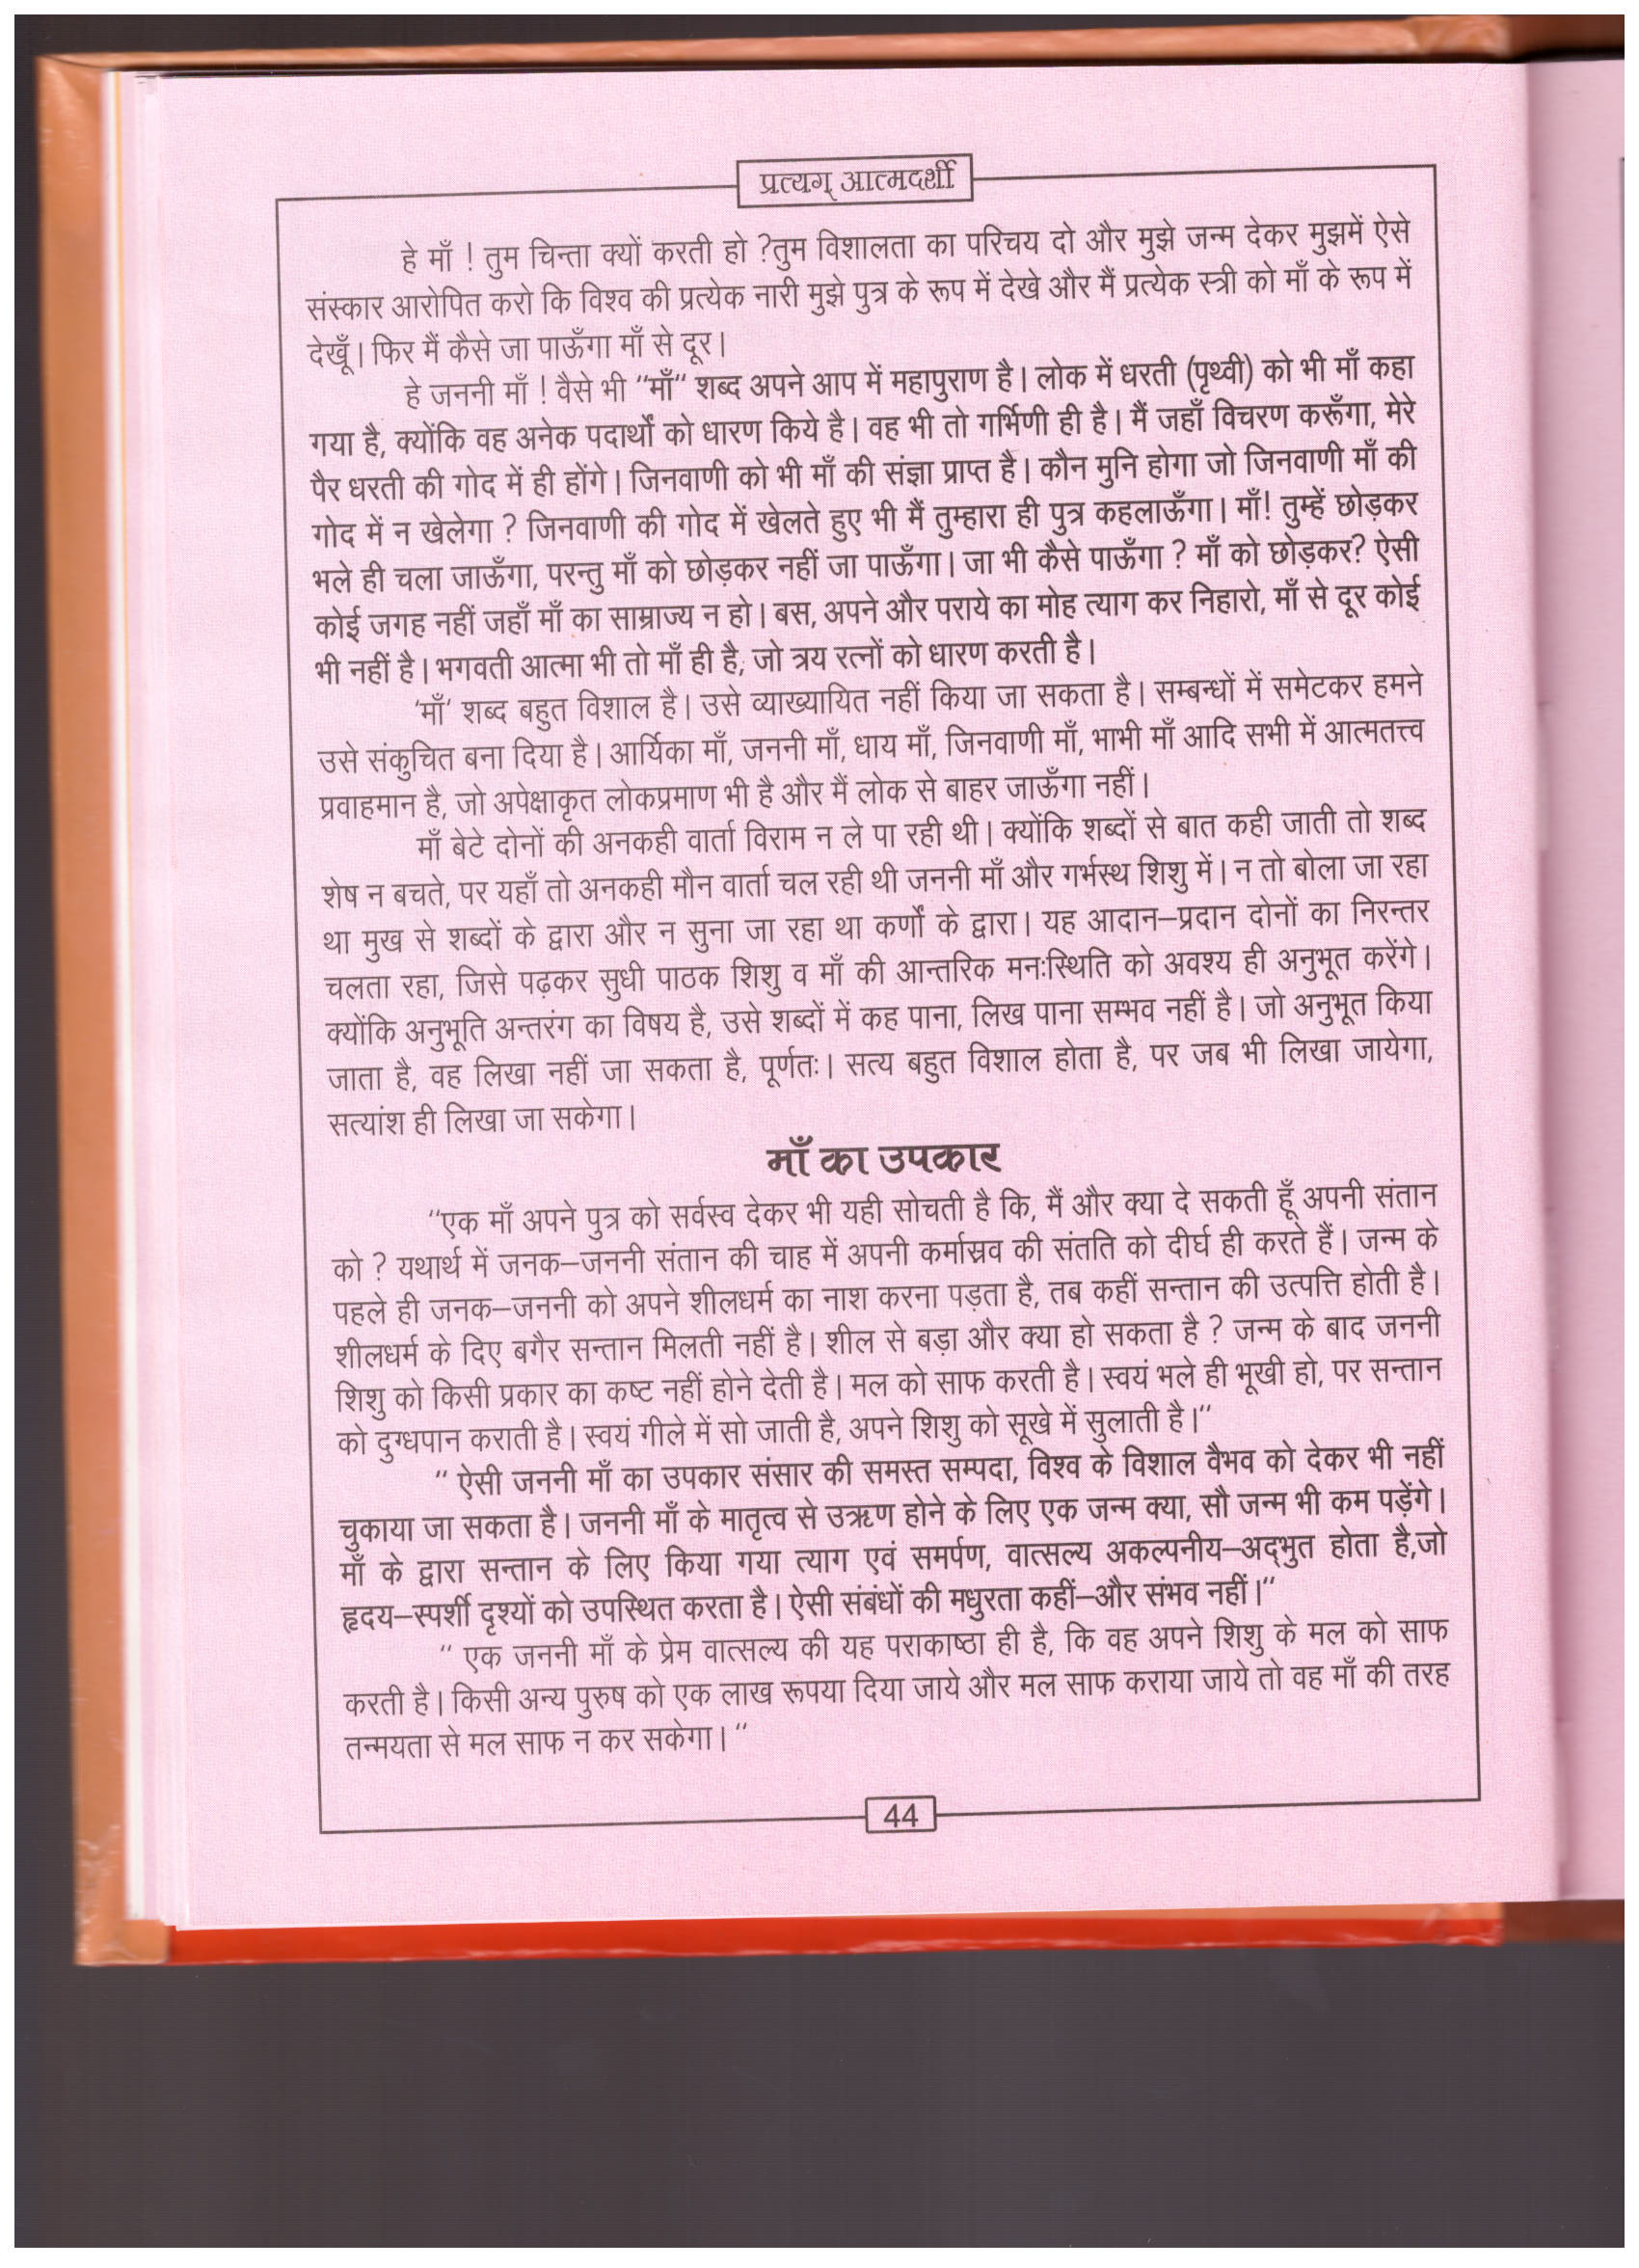 प्रत्यग् आत्मदर्शी
हे माँ ! तुम चिन्ता क्यों करती हो ?तुम विशालता का परिचय दो और मुझे जन्म देकर मुझमें ऐसे
संस्कार आरोपित करो कि विश्व की प्रत्येक नारी मुझे पुत्र के रूप में देखे और मैं प्रत्येक स्त्री को माँ के रूप में
देखूँ। फिर मैं कैसे जा पाऊँगा माँ से दूर।
हे जननी माँ ! वैसे भी “माँ“ शब्द अपने आप में महापुराण है। लोक में धरती (पृथ्वी) को भी माँ कहा
गया है, क्योंकि वह अनेक पदार्थों को धारण किये है। वह भी तो गर्भिणी ही है। मैं जहाँ विचरण करूँगा, मेरे
पैर धरती की गोद में ही होंगे। जिनवाणी को भी माँ की संज्ञा प्राप्त है। कौन मुनि होगा जो जिनवाणी माँ की
गोद में न खेलेगा ? जिनवाणी की गोद में खेलते हुए भी मैं तुम्हारा ही पुत्र कहलाऊँगा। माँ! तुम्हें छोड़कर
भले ही चला जाऊँगा, परन्तु माँ को छोड़कर नहीं जा पाऊँगा। जा भी कैसे पाऊँगा ? माँ को छोड़कर? ऐसी
कोई जगह नहीं जहाँ माँ का साम्राज्य न हो। बस, अपने और पराये का मोह त्याग कर निहारो, माँ से दूर कोई
भी नहीं है। भगवती आत्मा भी तो माँ ही है, जो त्रय रत्नों को धारण करती है।
‘माँ‘ शब्द बहुत विशाल है। उसे व्याख्यायित नहीं किया जा सकता है। सम्बन्धों में समेटकर हमने
उसे संकुचित बना दिया है। आर्यिका माँ, जननी माँ, धाय माँ, जिनवाणी माँ, भाभी माँ आदि सभी में आत्मतत्त्व
प्रवाहमान है, जो अपेक्षाकृत लोकप्रमाण भी है और मैं लोक से बाहर जाऊँगा नहीं।
माँ बेटे दोनों की अनकही वार्ता विराम न ले पा रही थी। क्योंकि शब्दों से बात कही जाती तो शब्द
शेष न बचते, पर यहाँ तो अनकही मौन वार्ता चल रही थी जननी माँ और गर्भस्थ शिशु में। न तो बोला जा रहा
था मुख से शब्दों के द्वारा और न सुना जा रहा था कर्णों के द्वारा। यह आदान–प्रदान दोनों का निरन्तर
चलता रहा, जिसे पढ़कर सुधी पाठक शिशु व माँ की आन्तरिक मनःस्थिति को अवश्य ही अनुभूत करेंगे।
क्योंकि अनुभूति अन्तरंग का विषय है, उसे शब्दों में कह पाना, लिख पाना सम्भव नहीं है। जो अनुभूत किया
जाता है, वह लिखा नहीं जा सकता है, पूर्णतः। सत्य बहुत विशाल होता है, पर जब भी लिखा जायेगा,
सत्यांश ही लिखा जा सकेगा।
माँ का उपकार
“एक माँ अपने पुत्र को सर्वस्व देकर भी यही सोचती है कि, मैं और क्या दे सकती हूँ अपनी संतान
को ? यथार्थ में जनक–जननी संतान की चाह में अपनी कर्मास्रव की संतति को दीर्घ ही करते हैं। जन्म के
पहले ही जनक–जननी को अपने शीलधर्म का नाश करना पड़ता है, तब कहीं सन्तान की उत्पत्ति होती है।
शीलधर्म के दिए बगैर सन्तान मिलती नहीं है। शील से बड़ा और क्या हो सकता है ? जन्म के बाद जननी
शिशु को किसी प्रकार का कष्ट नहीं होने देती है। मल को साफ करती है। स्वयं भले ही भूखी हो, पर सन्तान
को दुग्धपान कराती है। स्वयं गीले में सो जाती है, अपने शिशु को सूखे में सुलाती है।“
“ ऐसी जननी माँ का उपकार संसार की समस्त सम्पदा, विश्व के विशाल वैभव को देकर भी नहीं
चुकाया जा सकता है। जननी माँ के मातृत्व से उऋण होने के लिए एक जन्म क्या, सौ जन्म भी कम पड़ेंगे।
माँ के द्वारा सन्तान के लिए किया गया त्याग एवं समर्पण, वात्सल्य अकल्पनीय–अद्भुत होता है,जो
हृदय–स्पर्शी दृश्यों को उपस्थित करता है। ऐसी संबंधों की मधुरता कहीं–और संभव नहीं।“
“ एक जननी माँ के प्रेम वात्सल्य की यह पराकाष्ठा ही है, कि वह अपने शिशु के मल को साफ
करती है। किसी अन्य पुरुष को एक लाख रूपया दिया जाये और मल साफ कराया जाये तो वह माँ की तरह
तन्मयता से मल साफ न कर सकेगा। “
44